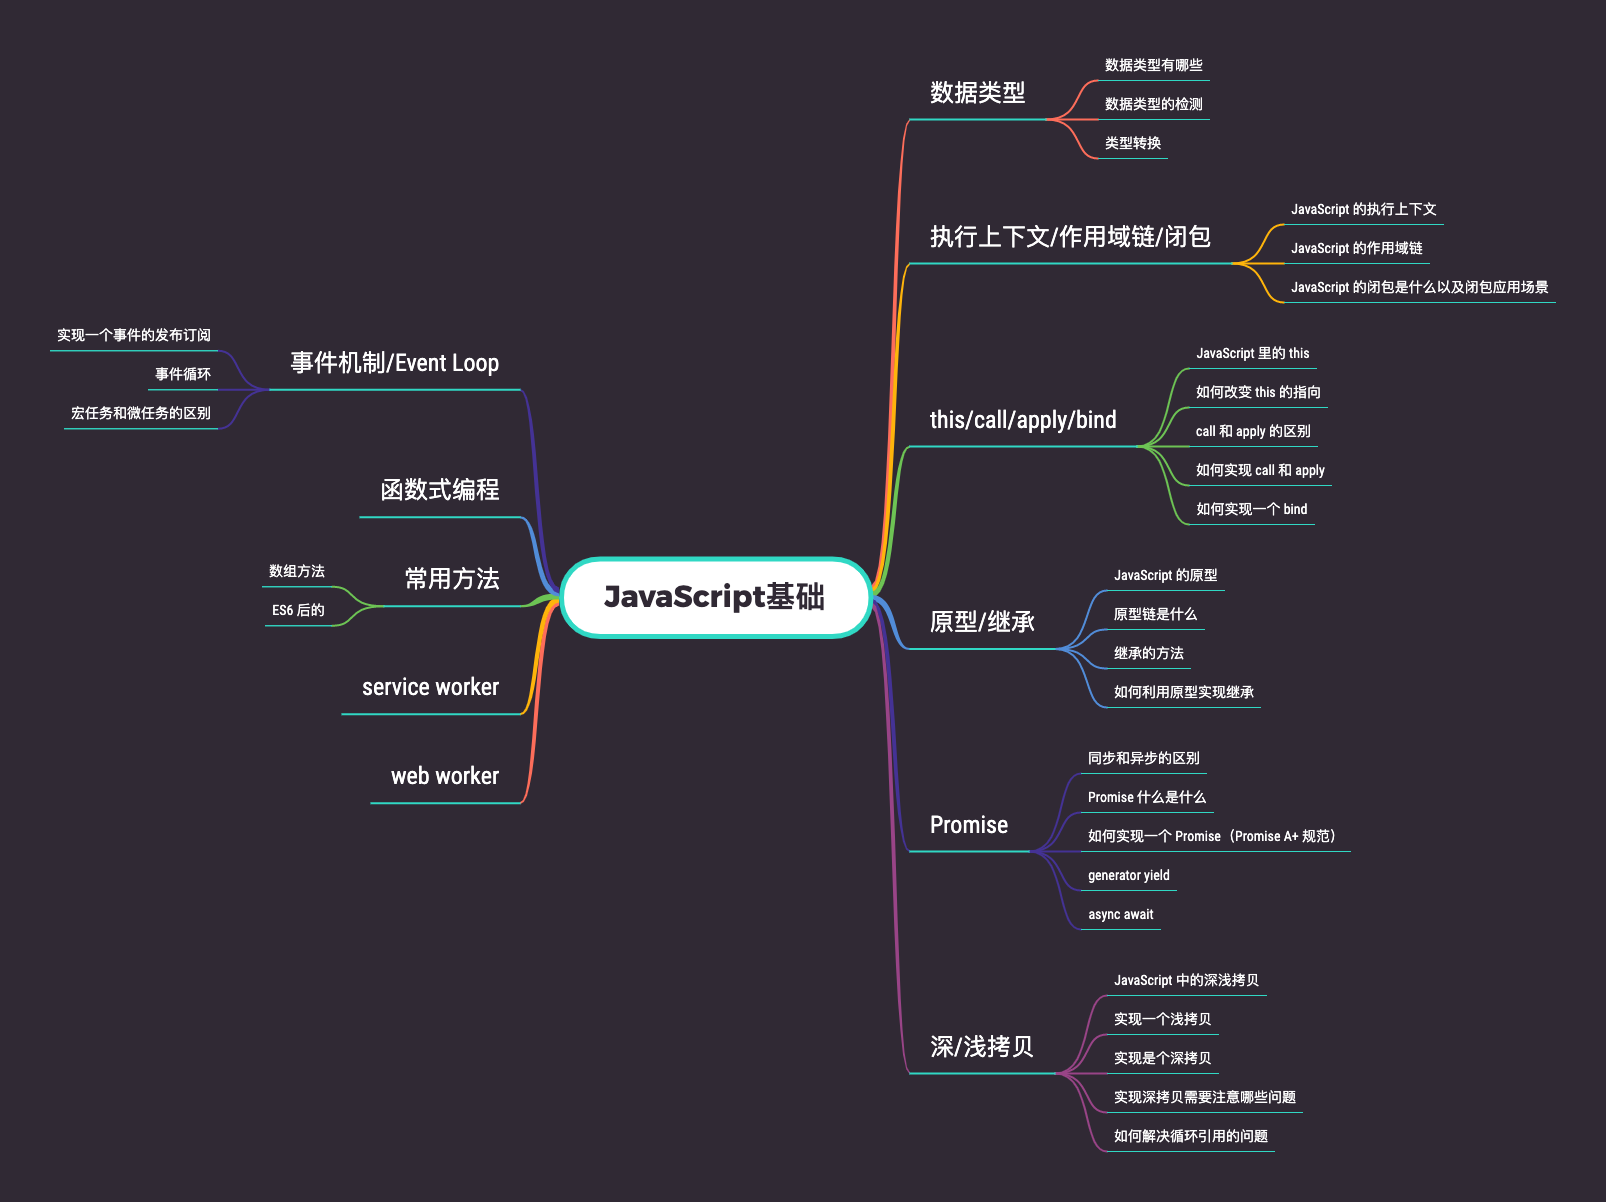 JavaScript基础
数据类型
数据类型有哪些
数据类型的检测
类型转换
执行上下文/作用域链/闭包
JavaScript 的执行上下文
JavaScript 的作用域链
JavaScript 的闭包是什么以及闭包应用场景
this/call/apply/bind
JavaScript 里的 this
如何改变 this 的指向
call 和 apply 的区别
如何实现 call 和 apply
如何实现一个 bind
原型/继承
JavaScript 的原型
原型链是什么
继承的方法
如何利用原型实现继承
Promise
同步和异步的区别
Promise 什么是什么
如何实现一个 Promise（Promise A+ 规范）
generator yield
async await
深/浅拷贝
JavaScript 中的深浅拷贝
实现一个浅拷贝
实现是个深拷贝
实现深拷贝需要注意哪些问题
如何解决循环引用的问题
事件机制/Event Loop
实现一个事件的发布订阅
事件循环
宏任务和微任务的区别
函数式编程
常用方法
数组方法
ES6 后的
service worker
web worker